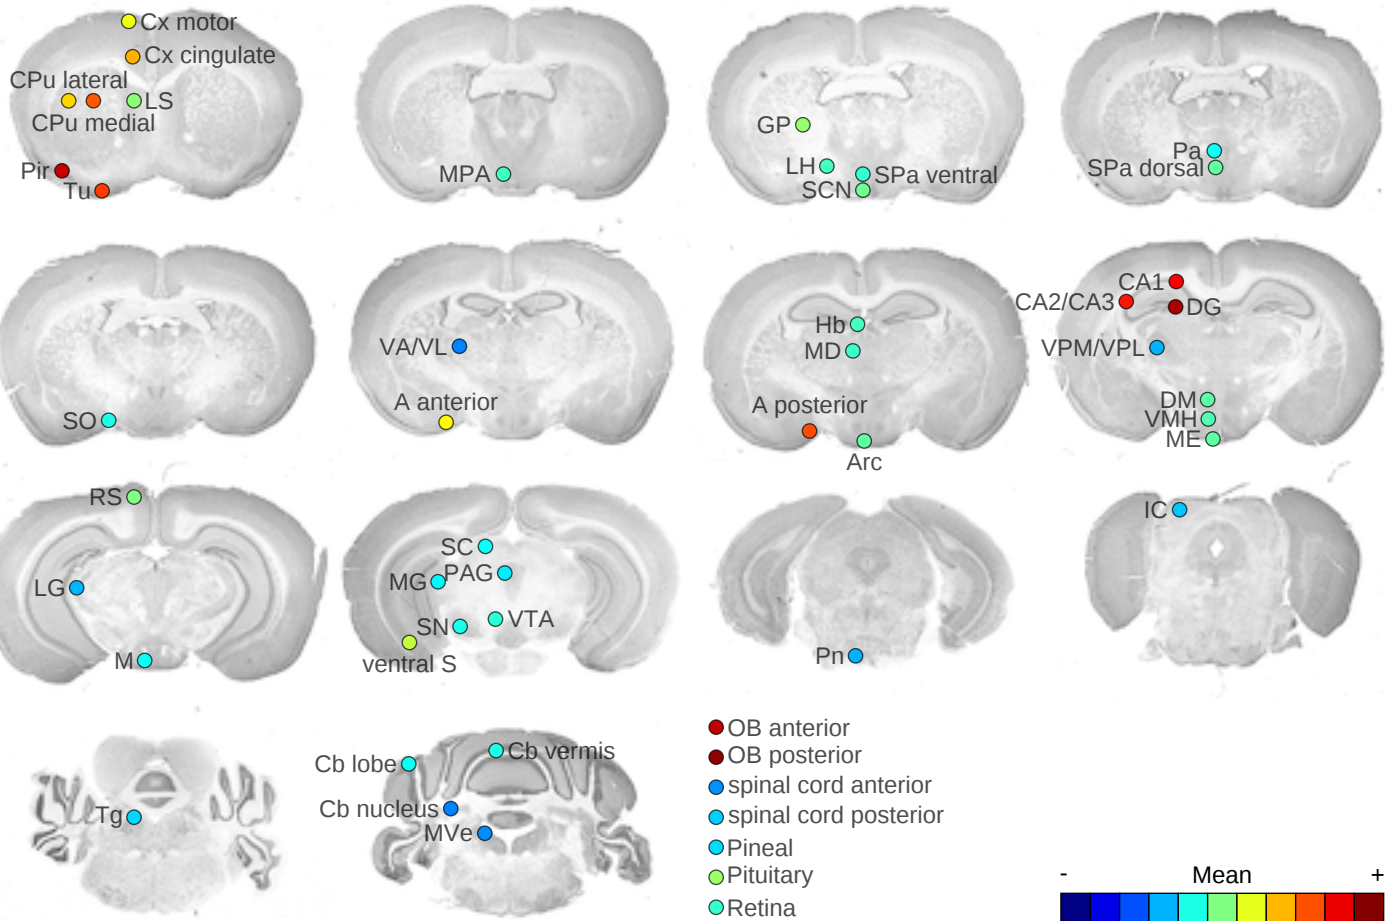 Cx motor
Cx cingulate
CPu lateral
LS
CPu medial
Pir
Tu
MPA
GP
LH
SPa ventral
SCN
Pa
SPa dorsal
SO
VA/VL
A anterior
Hb
MD
A posterior
Arc
CA1
CA2/CA3
DG
VPM/VPL
DM
VMH
ME
RS
LG
M
SC
MG
PAG
SN
VTA
ventral S
Pn
IC
Tg
Cb lobe
Cb vermis
Cb nucleus
MVe
OB anterior
OB posterior
spinal cord anterior
spinal cord posterior
Pineal
Pituitary
Retina
- Mean +